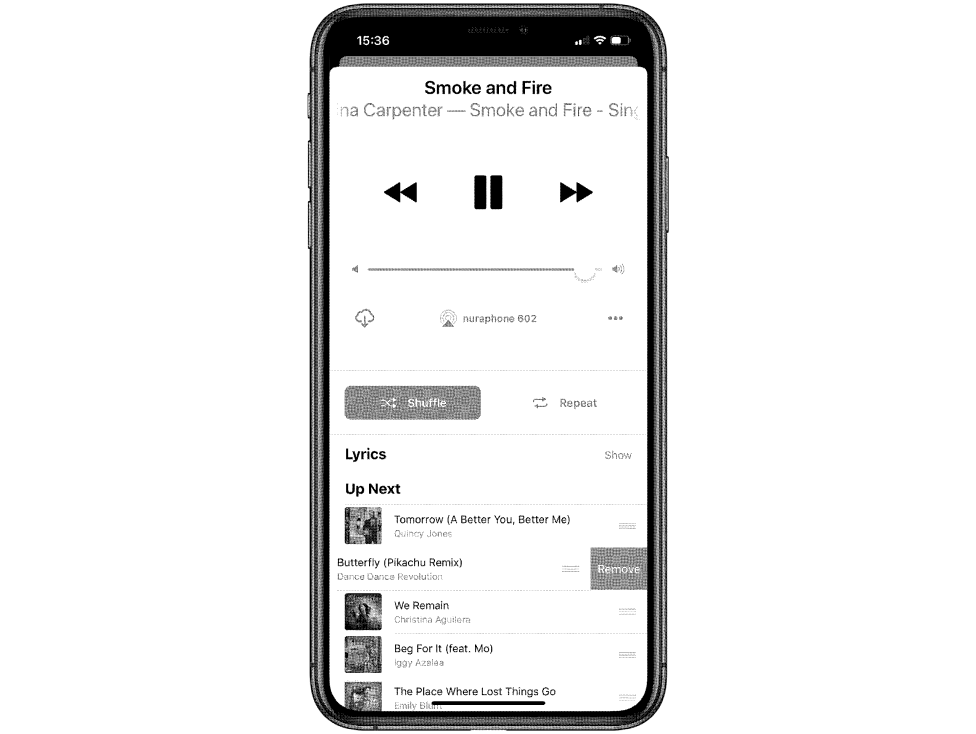 15:36
Smoke and Fire
na Carpenter — Smoke and Fire - Sin
nuraphone 602
Shuffle
Repeat
Lyrics
Show
Up Next
Tomorrow (A Better You, Better Me)
Quincy Jones
Butterfly (Pikachu Remix)
Dance Dance Revolution
Remove
We Remain
Christina Aguilera
Beg For It (feat. Mo)
Iggy Azalea
The Place Where Lost Things Go
Emily Blunt